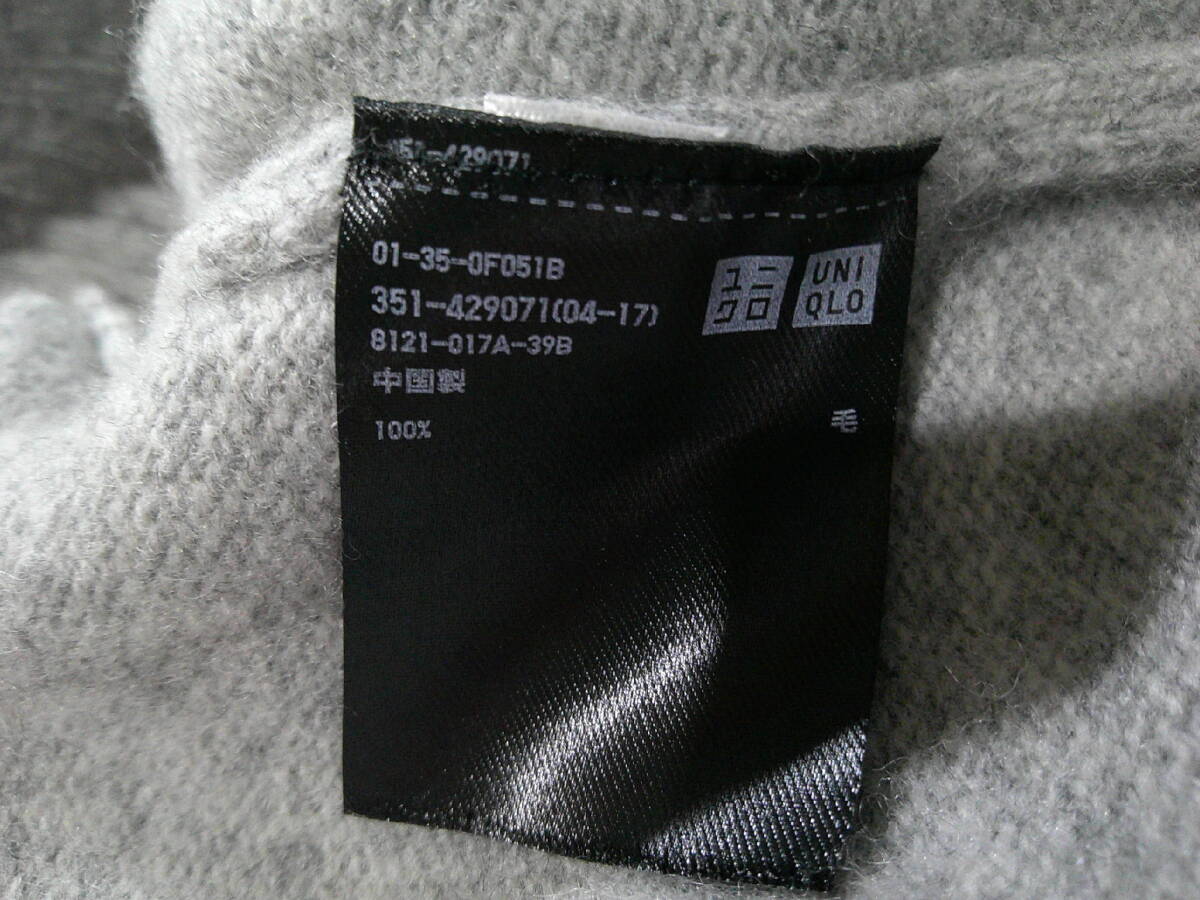 351-429071
01-35-0F051B
351-429071(04-17)
8121-017A-39B
中国製
100% 毛
ユニ
クロ
UNI
QLO